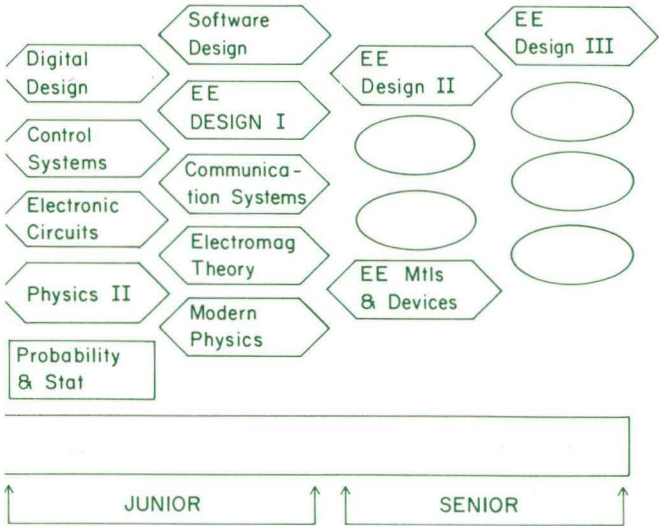 Digital
Design
Control
Systems
Electronic
Circuits
Physics II
Probability
& Stat
Software
Design
EE
DESIGN I
Communica-
tion Systems
Electromag
Theory
Modern
Physics
EE
Design II
EE Mtls
& Devices
EE
Design III
JUNIOR
SENIOR